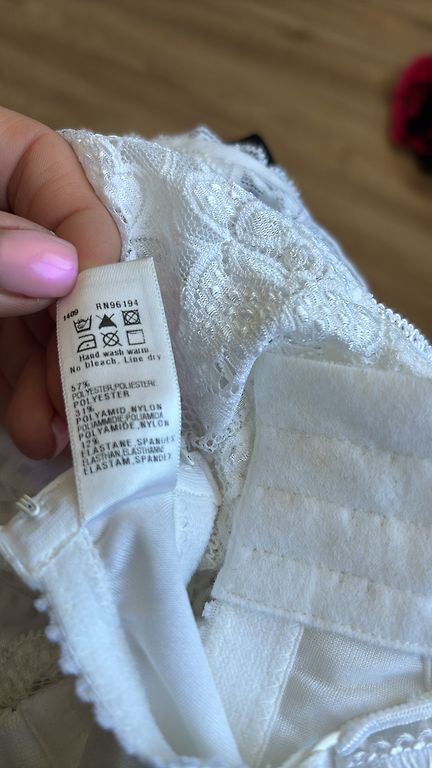 1409 RN96194
Hand wash warm
No bleach. Line dry
57%
POLYESTER,POLIESTERE
POLYESTER
31%
POLYAMID,NYLON
POLIAMMIDE,POLIAMIDA
POLYAMIDE,NYLON
12%
ELASTANE,SPANDEX
ELASTHAN,ELASTHANNE
ELASTAM,SPANDEX